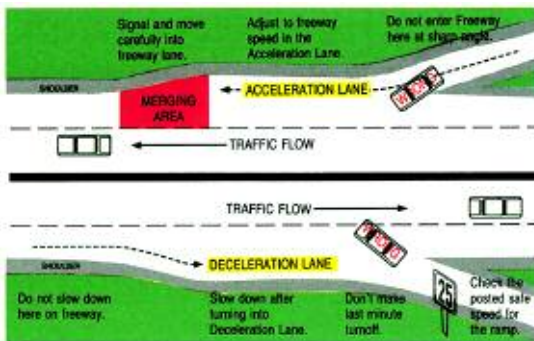 Signal and move
carefully into
freeway lane.
Adjust to freeway
speed in the
Acceleration Lane.
Do not enter Freeway
here at sharp angle.
SHOULDER
ACCELERATION LANE
WRONG
MERGING
AREA
TRAFFIC FLOW
TRAFFIC FLOW
WRONG
DECELERATION LANE
SHOULDER
Do not slow down
here on freeway.
Slow down after
turning into
Deceleration Lane.
Don't make
last minute
turnoff.
25
Check the
posted safe
speed for
the ramp.